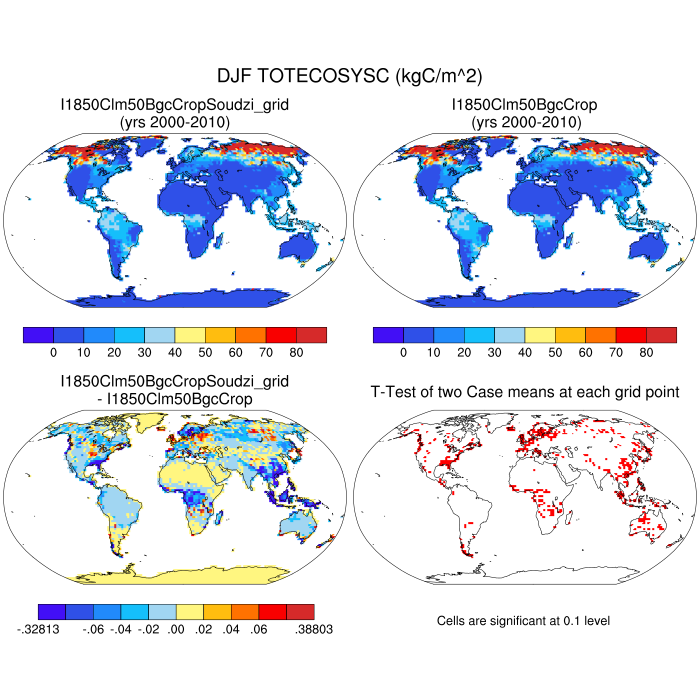 DJF TOTECOSYSC (kgC/m^2)
I1850Clm50BgcCropSoudzi_grid
(yrs 2000-2010)
I1850Clm50BgcCrop
(yrs 2000-2010)
0 10 20 30 40 50 60 70 80
0 10 20 30 40 50 60 70 80
I1850Clm50BgcCropSoudzi_grid
- I1850Clm50BgcCrop
T-Test of two Case means at each grid point
-.32813 -.06 -.04 -.02 .00 .02 .04 .06 .38803
Cells are significant at 0.1 level